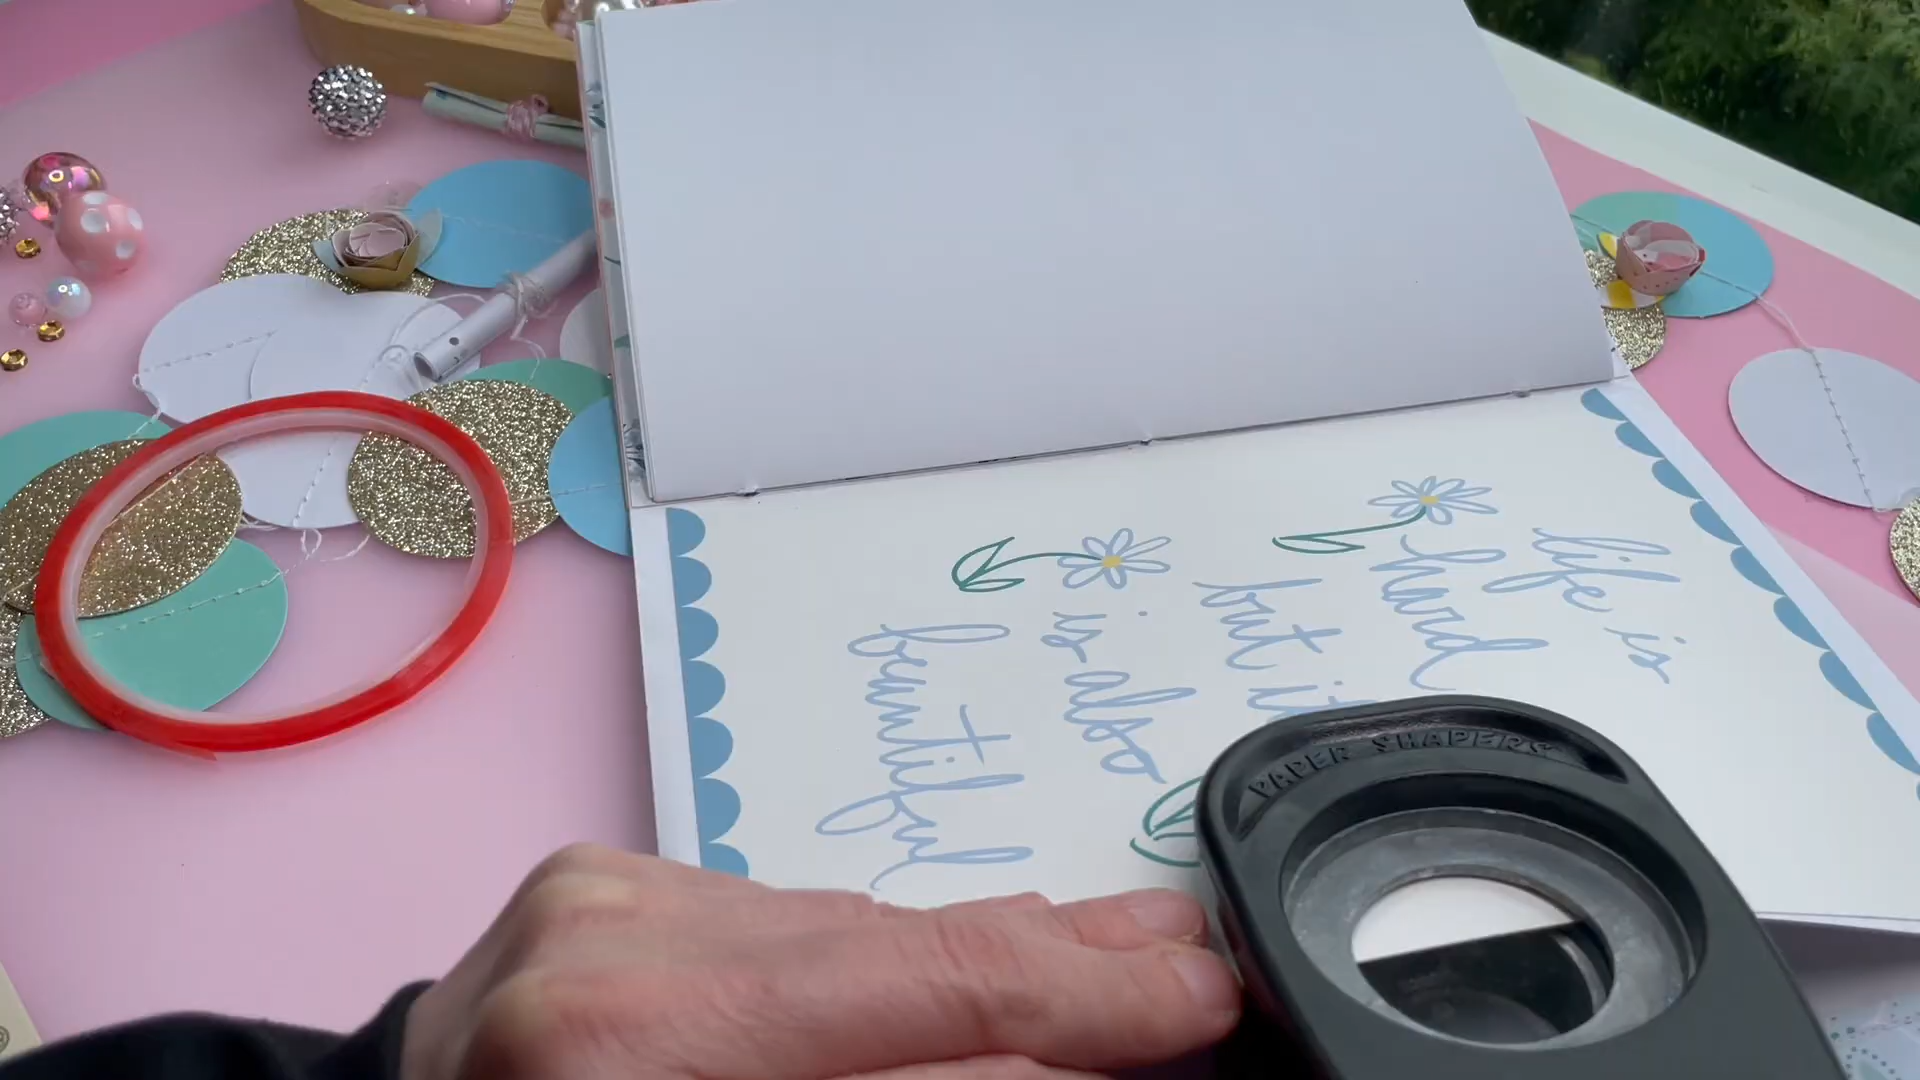 life is
hard
but it
is also
beautiful
PAPER SHAPERS